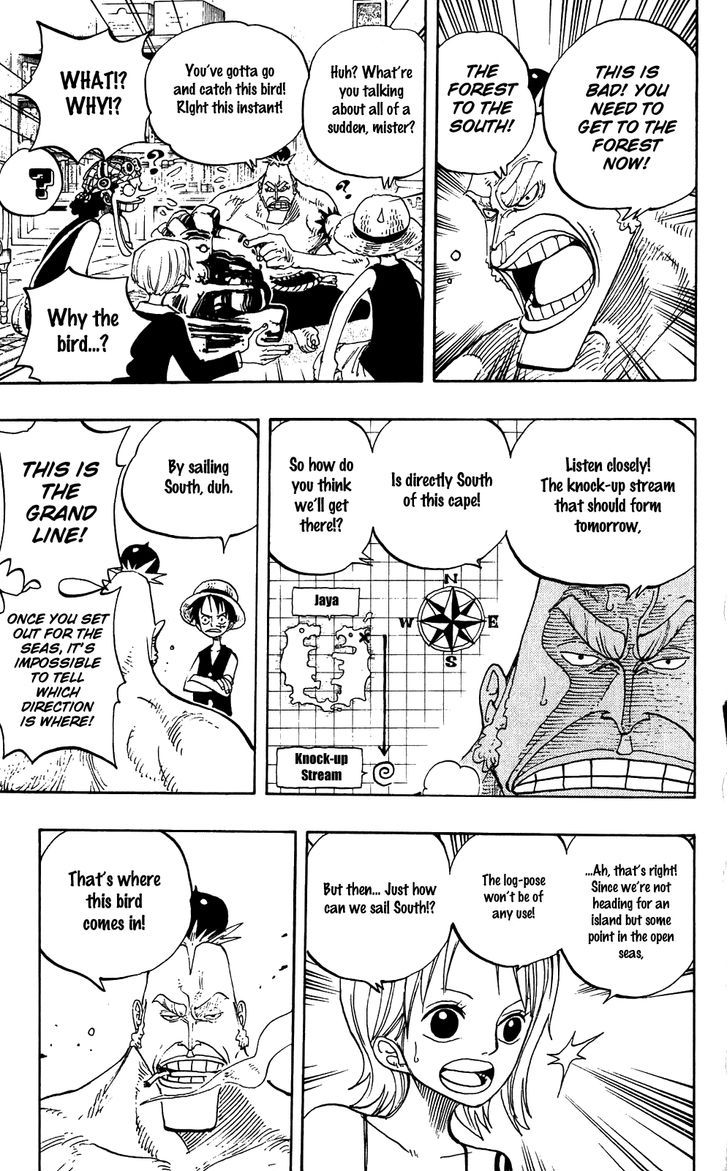 THIS IS
BAD! YOU
NEED TO
GET TO THE
FOREST
NOW!
THE
FOREST
TO THE
SOUTH!
Huh? What're
you talking
about all of a
sudden, mister?
You've gotta go
and catch this bird!
RIght this instant!
WHAT!?
WHY!?
?
?
?
Why the
bird...?
Listen closely!
The knock-up stream
that should form
tomorrow,
Is directly South
of this cape!
So how do
you think
we'll get
there!?
Jaya
N
W
E
S
Knock-up
Stream
By sailing
South, duh.
THIS IS
THE
GRAND
LINE!
ONCE YOU SET
OUT FOR THE
SEAS, IT'S
IMPOSSIBLE
TO TELL
WHICH
DIRECTION
IS WHERE!
...Ah, that's right!
Since we're not
heading for an
island but some
point in the open
seas,
The log-pose
won't be of
any use!
But then... Just how
can we sail South!?
That's where
this bird
comes in!